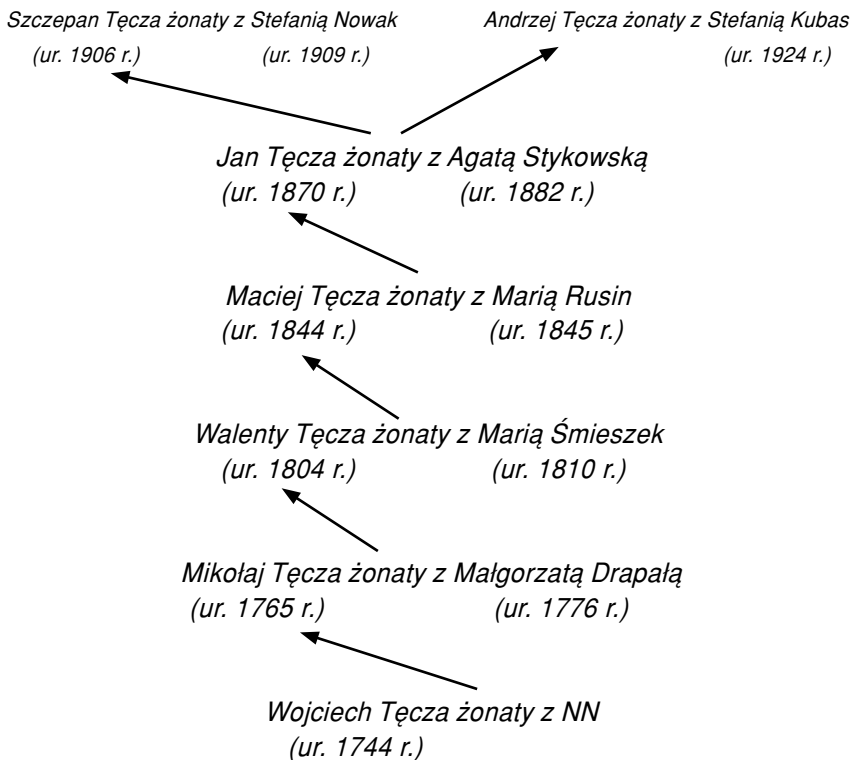 Szczepan Tęcza żonaty z Stefanią Nowak
(ur. 1906 r.) (ur. 1909 r.)
Andrzej Tęcza żonaty z Stefanią Kubas
(ur. 1924 r.)
Jan Tęcza żonaty z Agatą Stykowską
(ur. 1870 r.) (ur. 1882 r.)
Maciej Tęcza żonaty z Marią Rusin
(ur. 1844 r.) (ur. 1845 r.)
Walenty Tęcza żonaty z Marią Śmieszek
(ur. 1804 r.) (ur. 1810 r.)
Mikołaj Tęcza żonaty z Małgorzatą Drapałą
(ur. 1765 r.) (ur. 1776 r.)
Wojciech Tęcza żonaty z NN
(ur. 1744 r.)